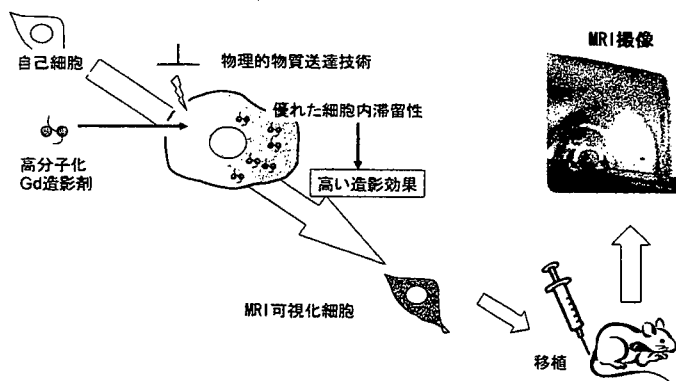 自己細胞
物理的物質送達技術
MRI撮像
優れた細胞内滞留性
高分子化
Gd造影剤
高い造影効果
MRI可視化細胞
移植